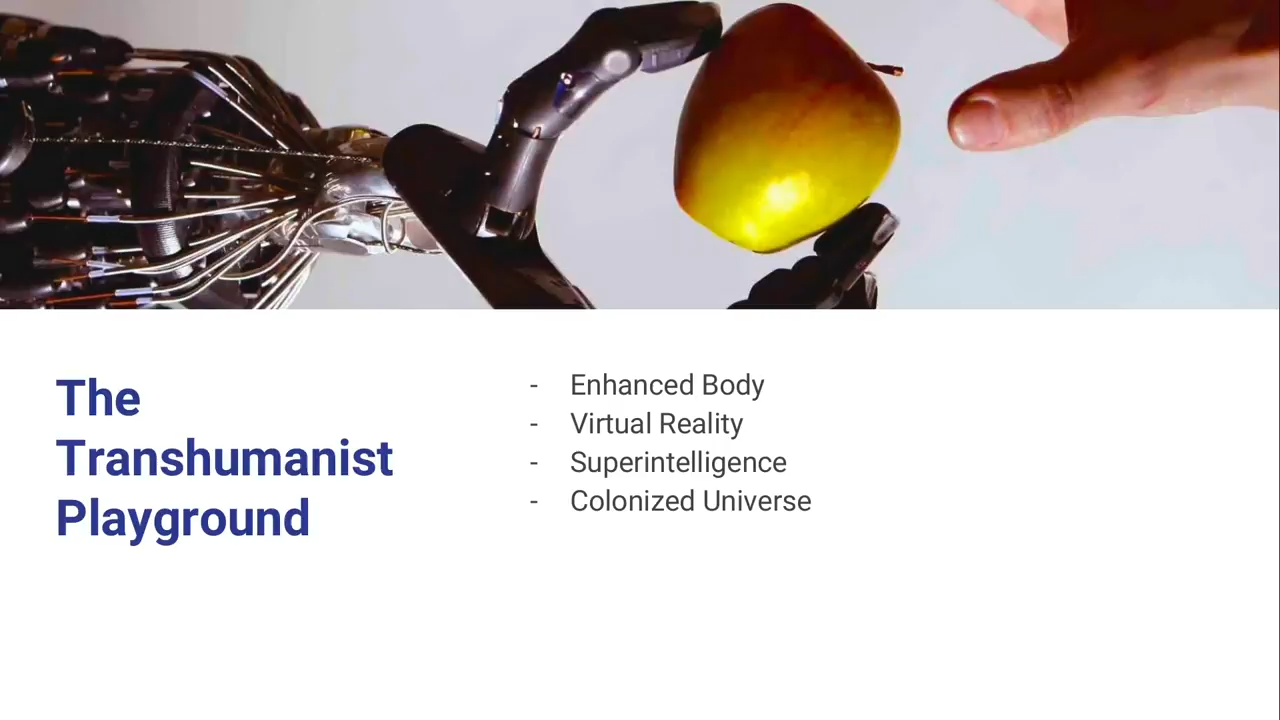 The
Transhumanist
Playground
- Enhanced Body
- Virtual Reality
- Superintelligence
- Colonized Universe